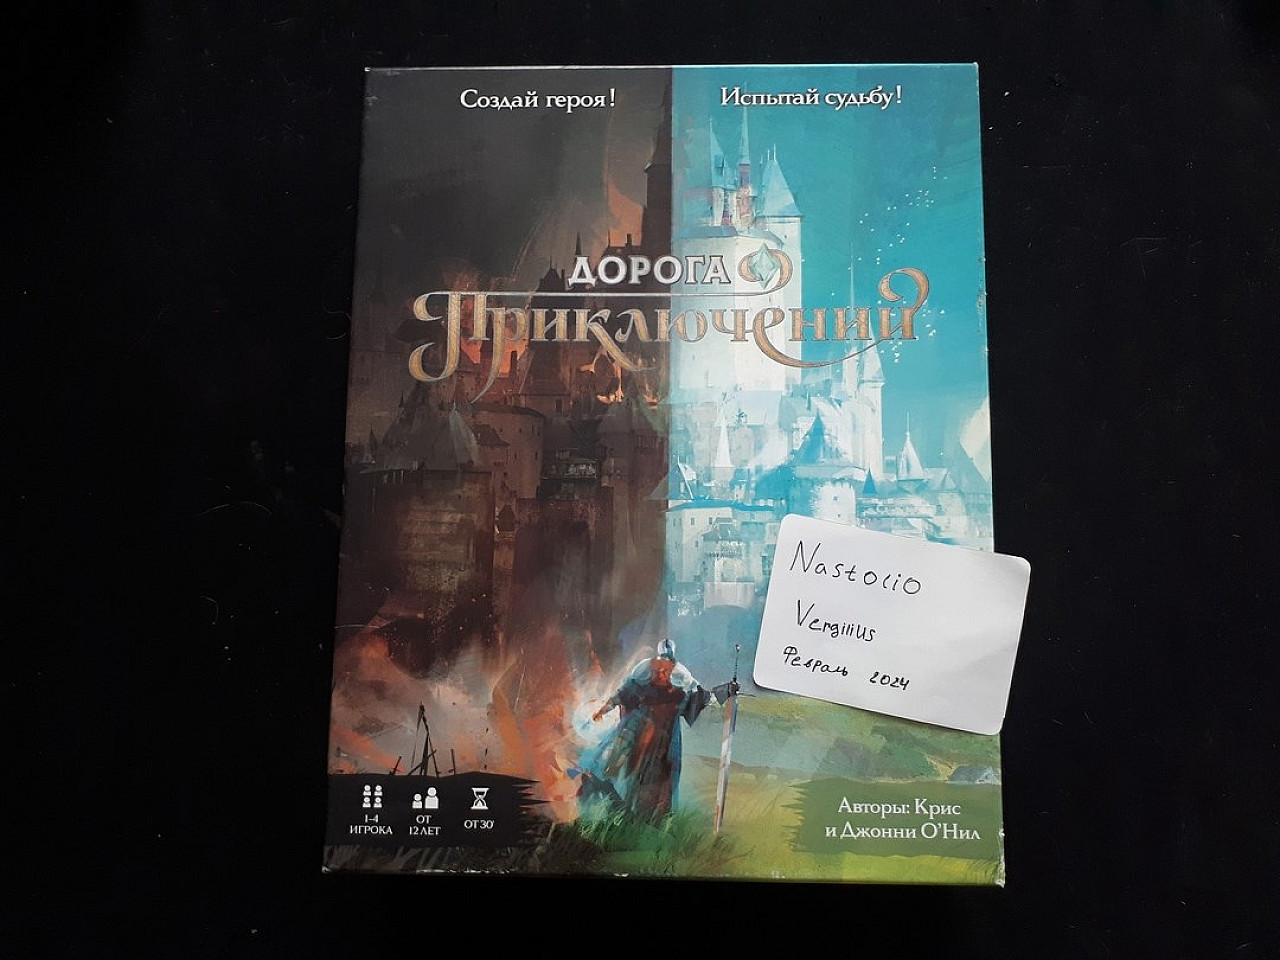 Создай героя!
Испытай судьбу!
ДОРОГА
Приключений
Nastolio
Vergilius
Февраль 2024
1-4
ИГРОКА
ОТ
12 ЛЕТ
ОТ 30'
Авторы: Крис
и Джонни О'Нил